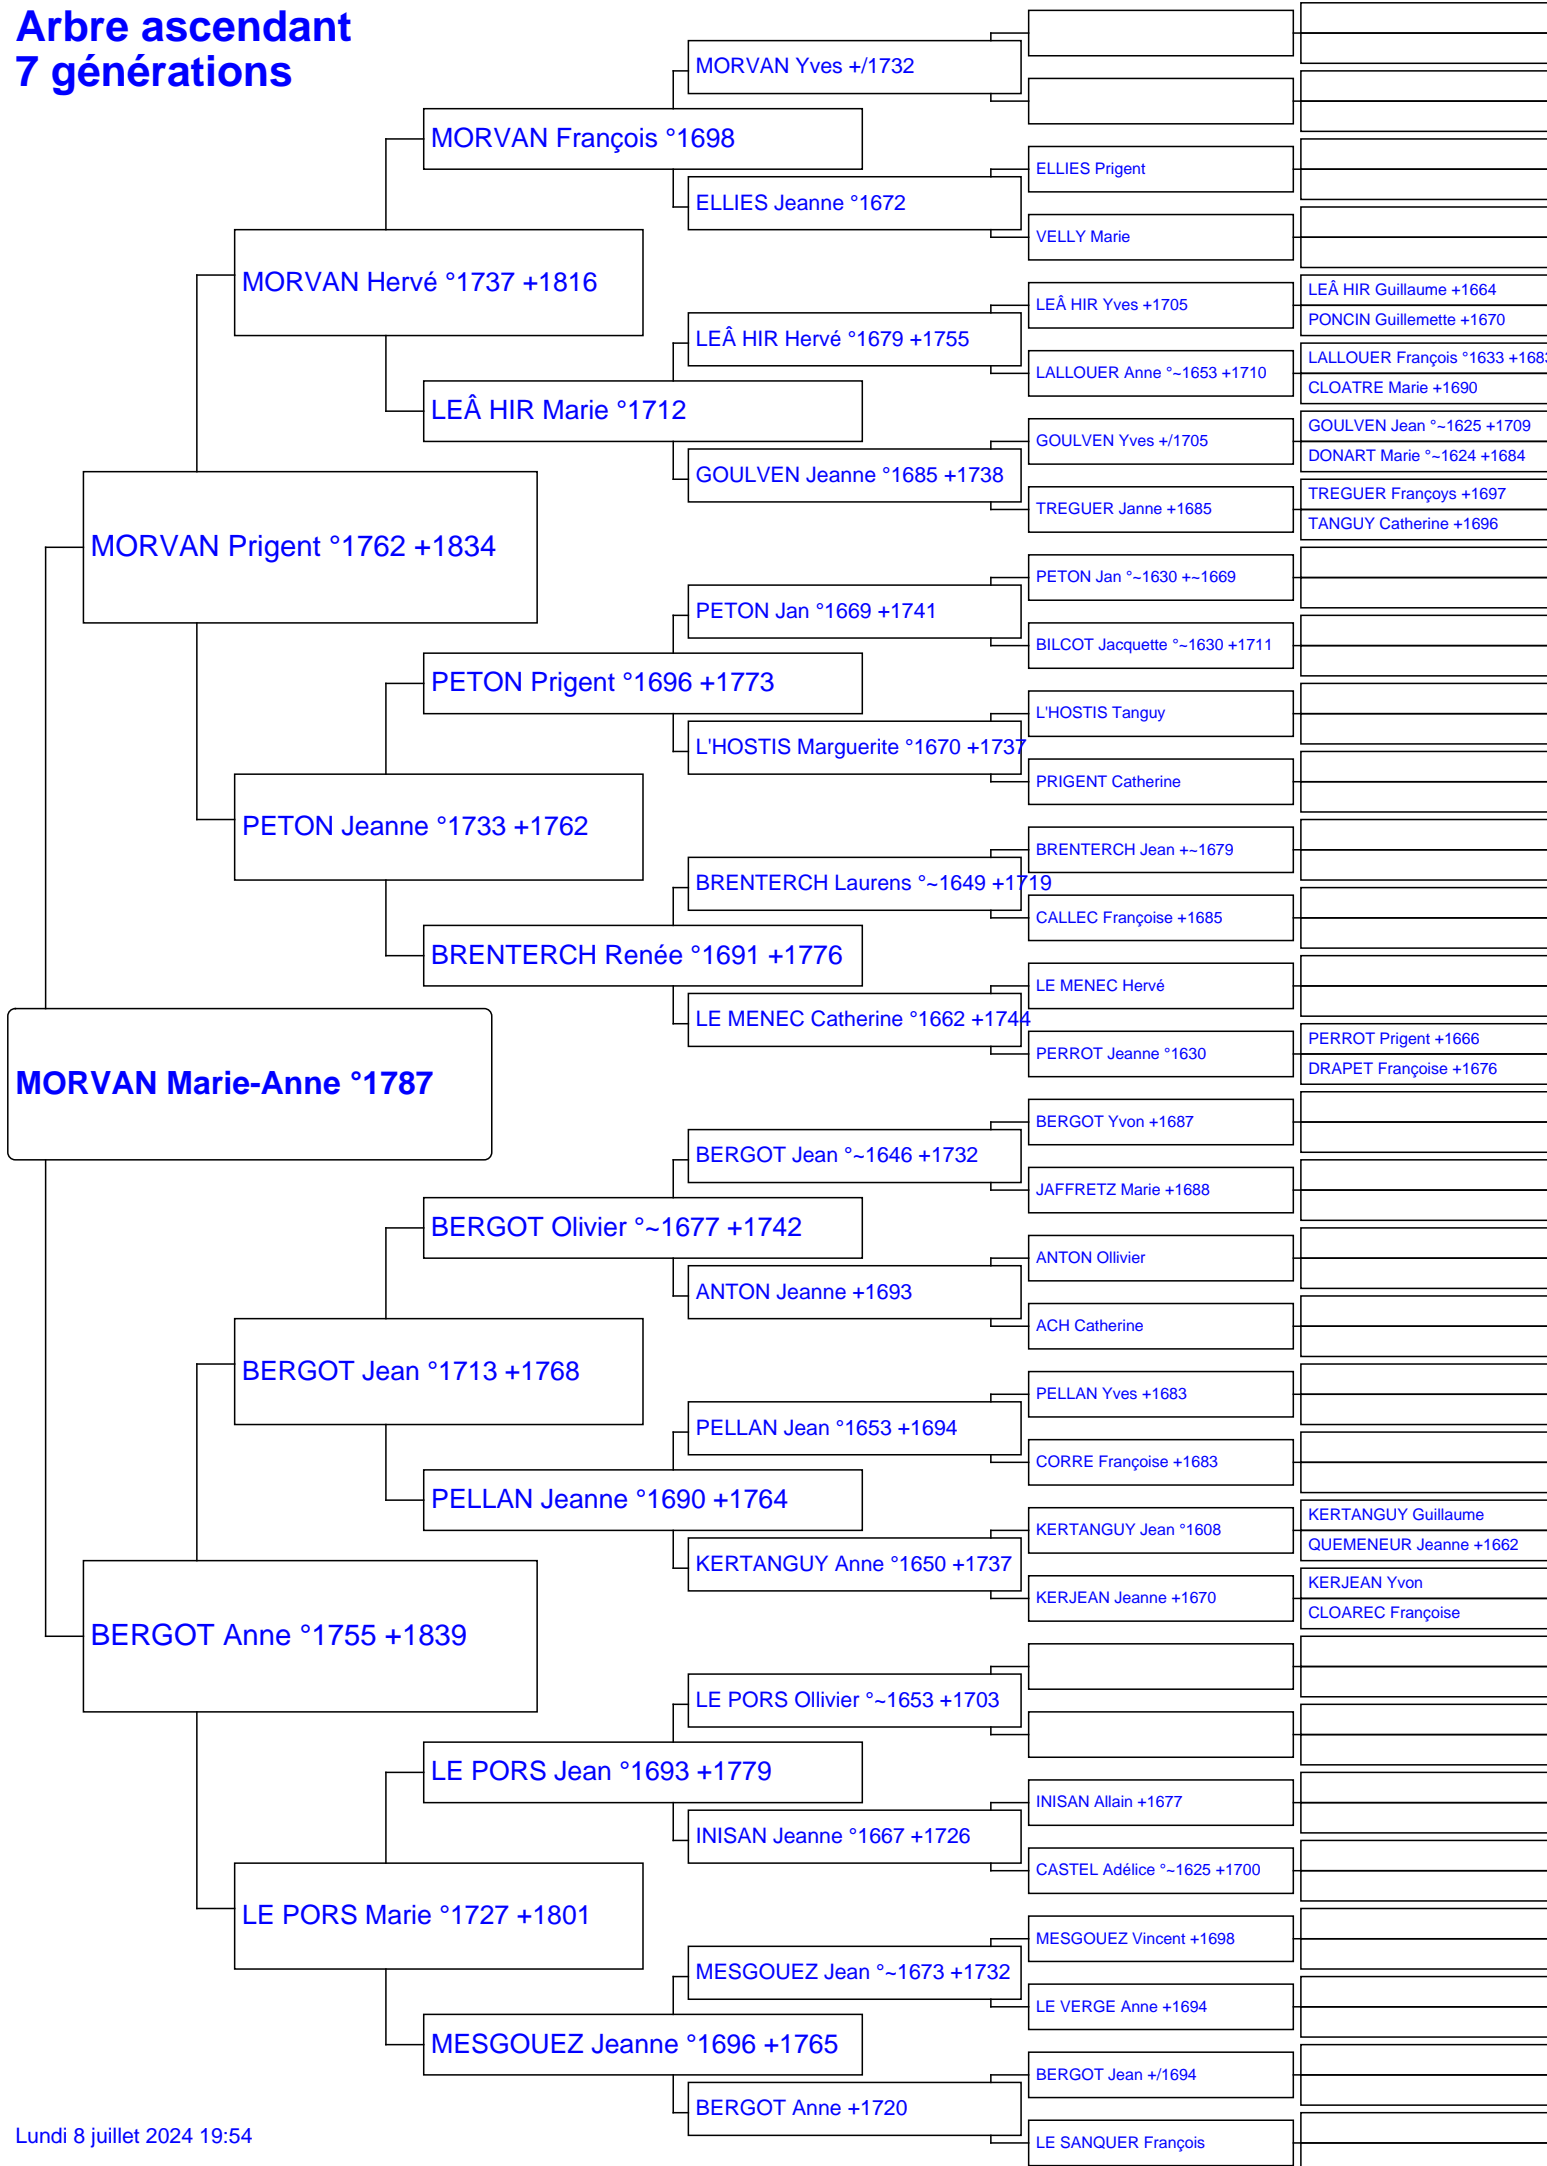 Arbre ascendant
7 générations
MORVAN Yves +/1732
MORVAN François °1698
ELLIES Prigent
ELLIES Jeanne °1672
VELLY Marie
MORVAN Hervé °1737 +1816
LEÂ HIR Guillaume +1664
LEÂ HIR Yves +1705
PONCIN Guillemette +1670
LEÂ HIR Hervé °1679 +1755
LALLOUER François °1633 +1683
LALLOUER Anne °~1653 +1710
CLOATRE Marie +1690
LEÂ HIR Marie °1712
GOULVEN Jean °~1625 +1709
GOULVEN Yves +/1705
DONART Marie °~1624 +1684
GOULVEN Jeanne °1685 +1738
TREGUER Françoys +1697
TREGUER Janne +1685
TANGUY Catherine +1696
MORVAN Prigent °1762 +1834
PETON Jan °~1630 +~1669
PETON Jan °1669 +1741
BILCOT Jacquette °~1630 +1711
PETON Prigent °1696 +1773
L'HOSTIS Tanguy
L'HOSTIS Marguerite °1670 +1737
PRIGENT Catherine
PETON Jeanne °1733 +1762
BRENTERCH Jean +~1679
BRENTERCH Laurens °~1649 +1719
CALLEC Françoise +1685
BRENTERCH Renée °1691 +1776
LE MENEC Hervé
LE MENEC Catherine °1662 +1744
PERROT Prigent +1666
PERROT Jeanne °1630
DRAPET Françoise +1676
MORVAN Marie-Anne °1787
BERGOT Yvon +1687
BERGOT Jean °~1646 +1732
JAFFRETZ Marie +1688
BERGOT Olivier °~1677 +1742
ANTON Ollivier
ANTON Jeanne +1693
ACH Catherine
BERGOT Jean °1713 +1768
PELLAN Yves +1683
PELLAN Jean °1653 +1694
CORRE Françoise +1683
PELLAN Jeanne °1690 +1764
KERTANGUY Guillaume
KERTANGUY Jean °1608
QUEMENEUR Jeanne +1662
KERTANGUY Anne °1650 +1737
KERJEAN Yvon
KERJEAN Jeanne +1670
CLOAREC Françoise
BERGOT Anne °1755 +1839
LE PORS Ollivier °~1653 +1703
LE PORS Jean °1693 +1779
INISAN Allain +1677
INISAN Jeanne °1667 +1726
CASTEL Adélice °~1625 +1700
LE PORS Marie °1727 +1801
MESGOUEZ Vincent +1698
MESGOUEZ Jean °~1673 +1732
LE VERGE Anne +1694
MESGOUEZ Jeanne °1696 +1765
BERGOT Jean +/1694
BERGOT Anne +1720
LE SANQUER François
Lundi 8 juillet 2024 19:54